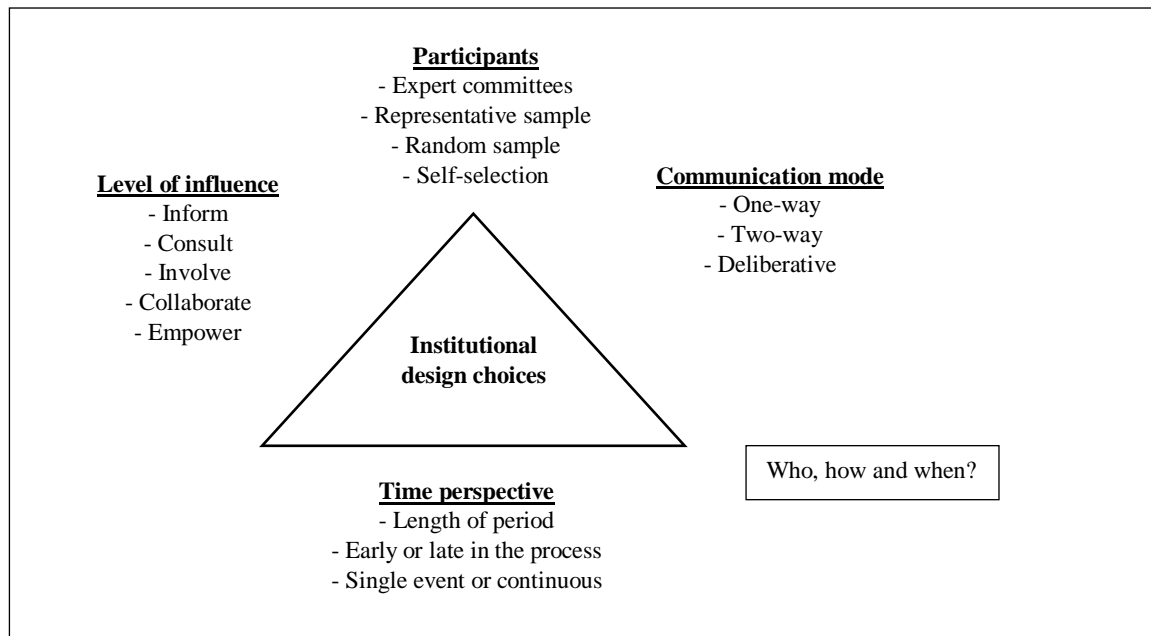 Participants
- Expert committees
- Representative sample
- Random sample
- Self-selection
Level of influence
- Inform
- Consult
- Involve
- Collaborate
- Empower
Communication mode
- One-way
- Two-way
- Deliberative
Institutional
design choices
Who, how and when?
Time perspective
- Length of period
- Early or late in the process
- Single event or continuous